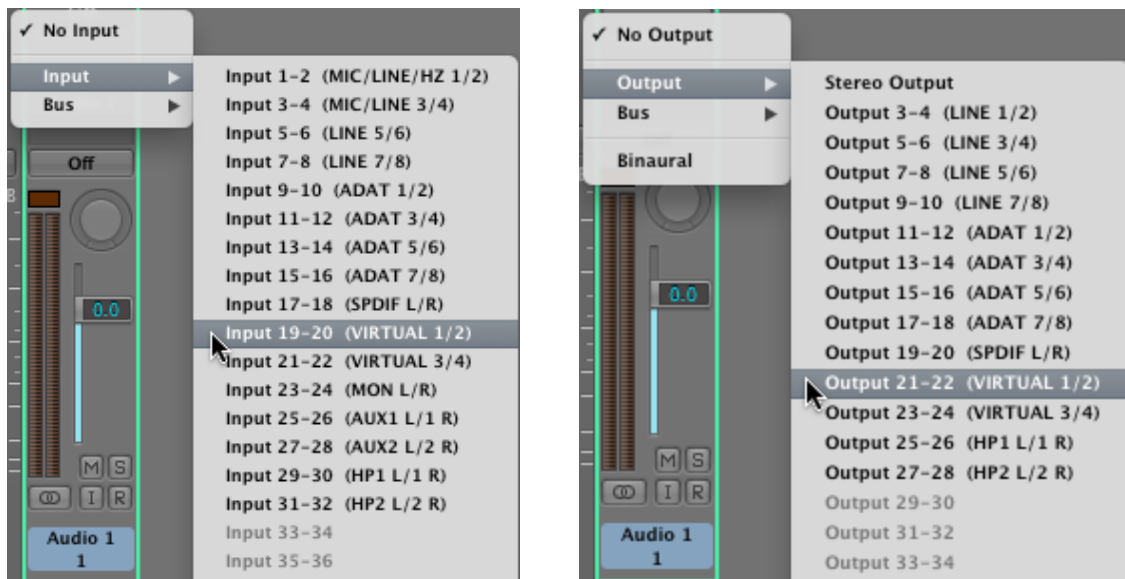 ✓ No Input
Input
Bus
Input 1-2 (MIC/LINE/HZ 1/2)
Input 3-4 (MIC/LINE 3/4)
Input 5-6 (LINE 5/6)
Input 7-8 (LINE 7/8)
Input 9-10 (ADAT 1/2)
Input 11-12 (ADAT 3/4)
Input 13-14 (ADAT 5/6)
Input 15-16 (ADAT 7/8)
Input 17-18 (SPDIF L/R)
Input 19-20 (VIRTUAL 1/2)
Input 21-22 (VIRTUAL 3/4)
Input 23-24 (MON L/R)
Input 25-26 (AUX1 L/1 R)
Input 27-28 (AUX2 L/2 R)
Input 29-30 (HP1 L/1 R)
Input 31-32 (HP2 L/2 R)
Input 33-34
Input 35-36
Off
0.0
M S
I R
Audio 1
1
✓ No Output
Output
Bus
Binaural
Stereo Output
Output 3-4 (LINE 1/2)
Output 5-6 (LINE 3/4)
Output 7-8 (LINE 5/6)
Output 9-10 (LINE 7/8)
Output 11-12 (ADAT 1/2)
Output 13-14 (ADAT 3/4)
Output 15-16 (ADAT 5/6)
Output 17-18 (ADAT 7/8)
Output 19-20 (SPDIF L/R)
Output 21-22 (VIRTUAL 1/2)
Output 23-24 (VIRTUAL 3/4)
Output 25-26 (HP1 L/1 R)
Output 27-28 (HP2 L/2 R)
Output 29-30
Output 31-32
Output 33-34
0.0
M S
I R
Audio 1
1